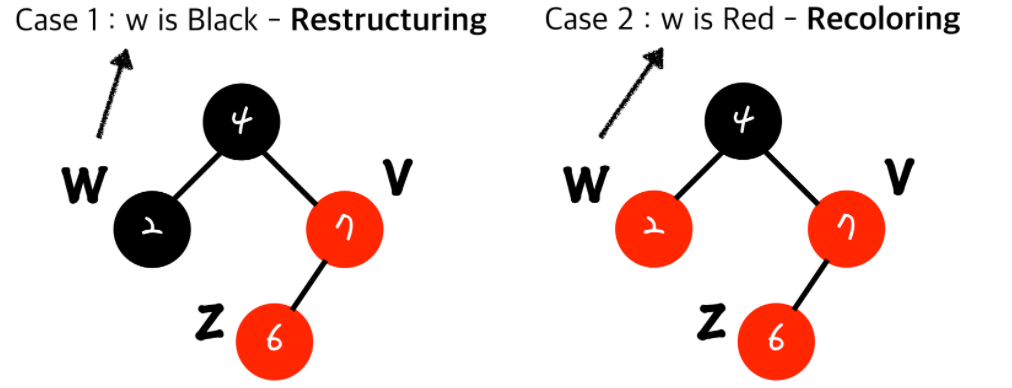 Case 1 : w is Black - Restructuring
Case 2 : w is Red - Recoloring
4
W
V
2
7
Z
6
4
W
V
2
7
Z
6